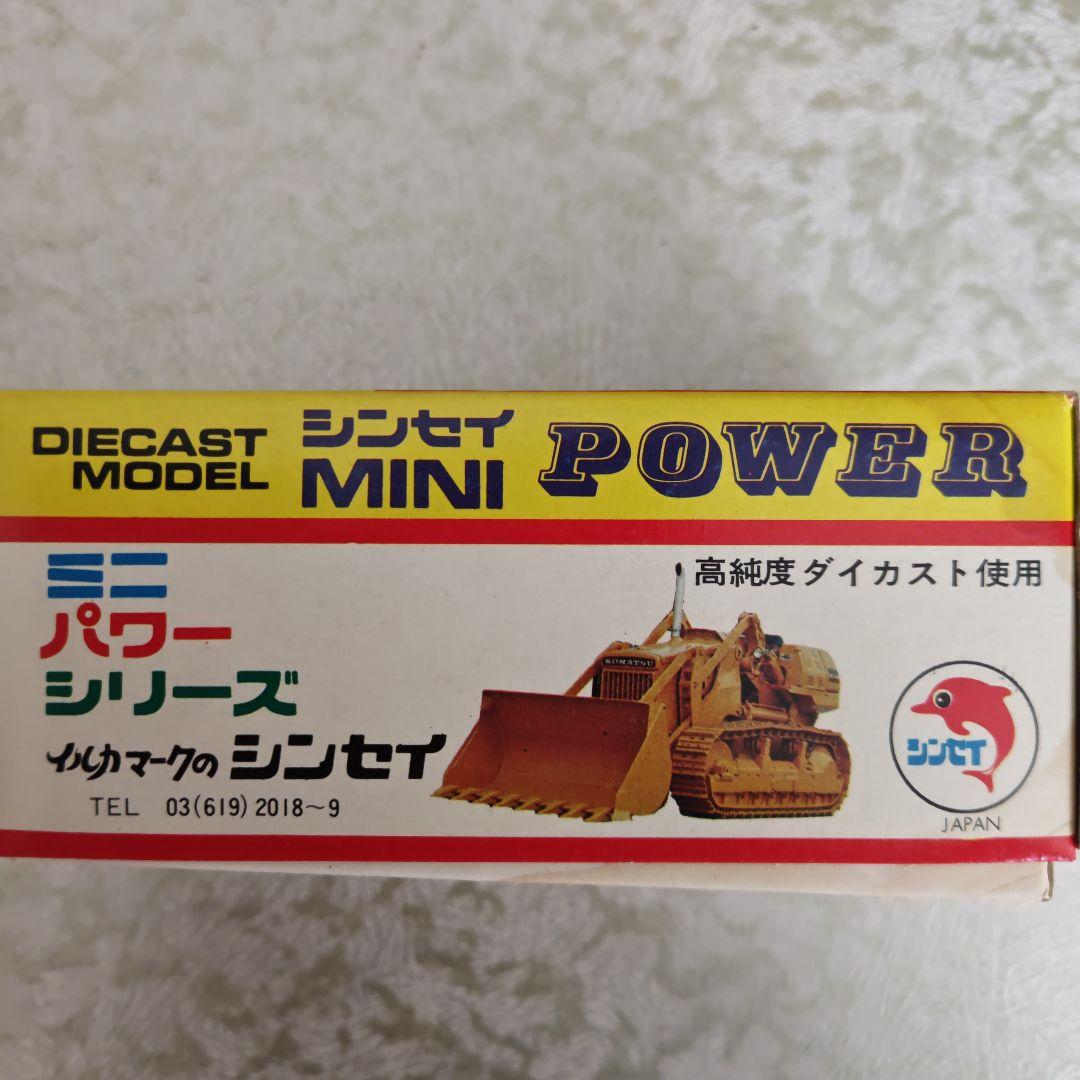 DIECAST MODEL
シンセイ MINI
POWER
ミニ
パワー
シリーズ
イルカマークの シンセイ
TEL 03(619)2018〜9
高純度ダイカスト使用
KOMATSU
シンセイ
JAPAN